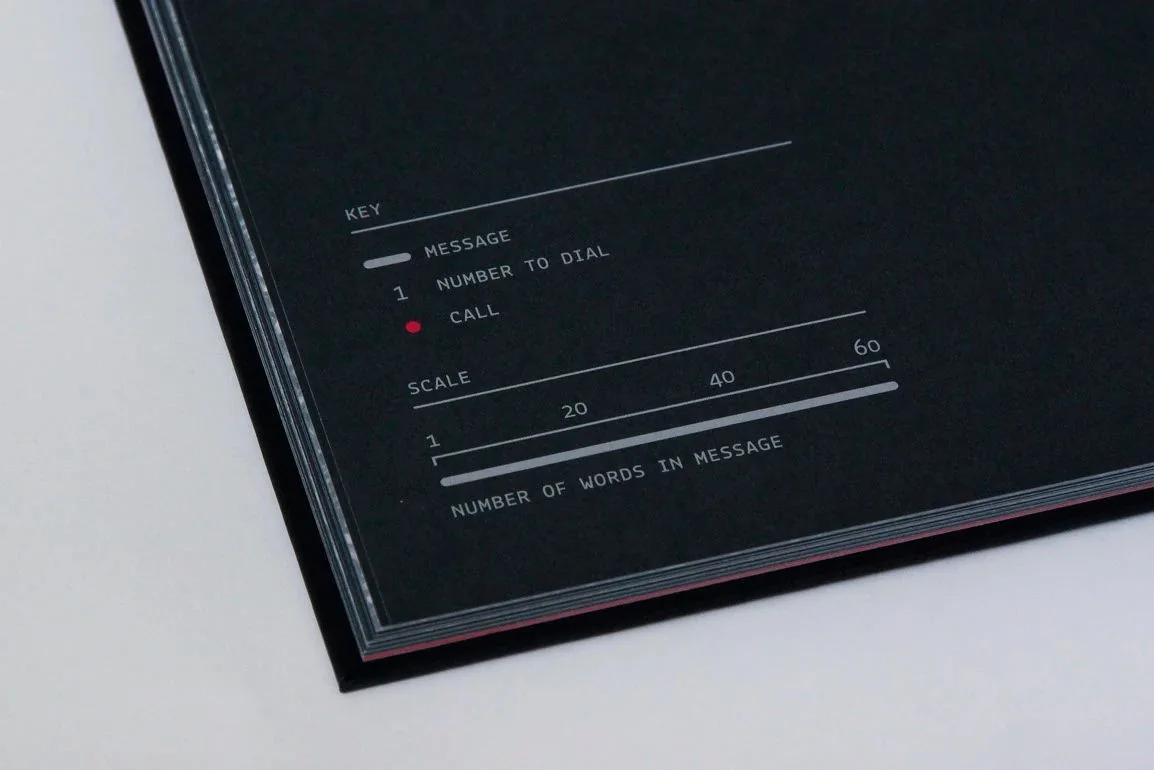 KEY
MESSAGE
1 NUMBER TO DIAL
CALL
SCALE
1 20 40 60
NUMBER OF WORDS IN MESSAGE